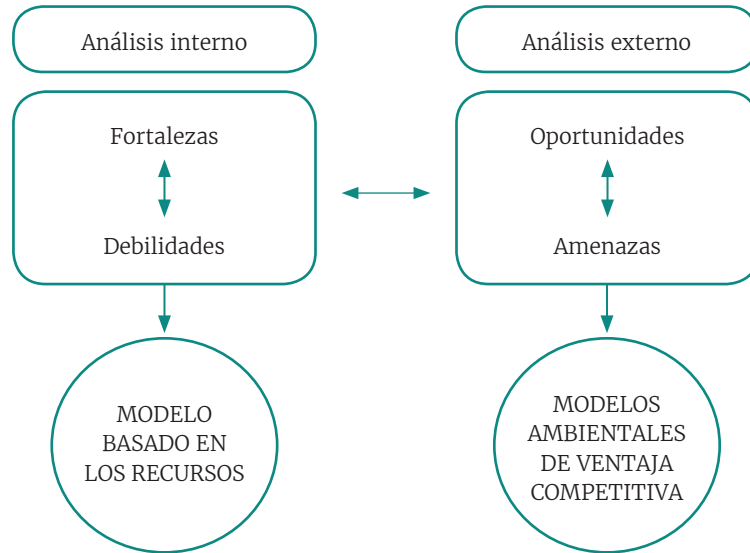 Análisis interno
Fortalezas
Debilidades
MODELO
BASADO EN
LOS RECURSOS
Análisis externo
Oportunidades
Amenazas
MODELOS
AMBIENTALES
DE VENTAJA
COMPETITIVA